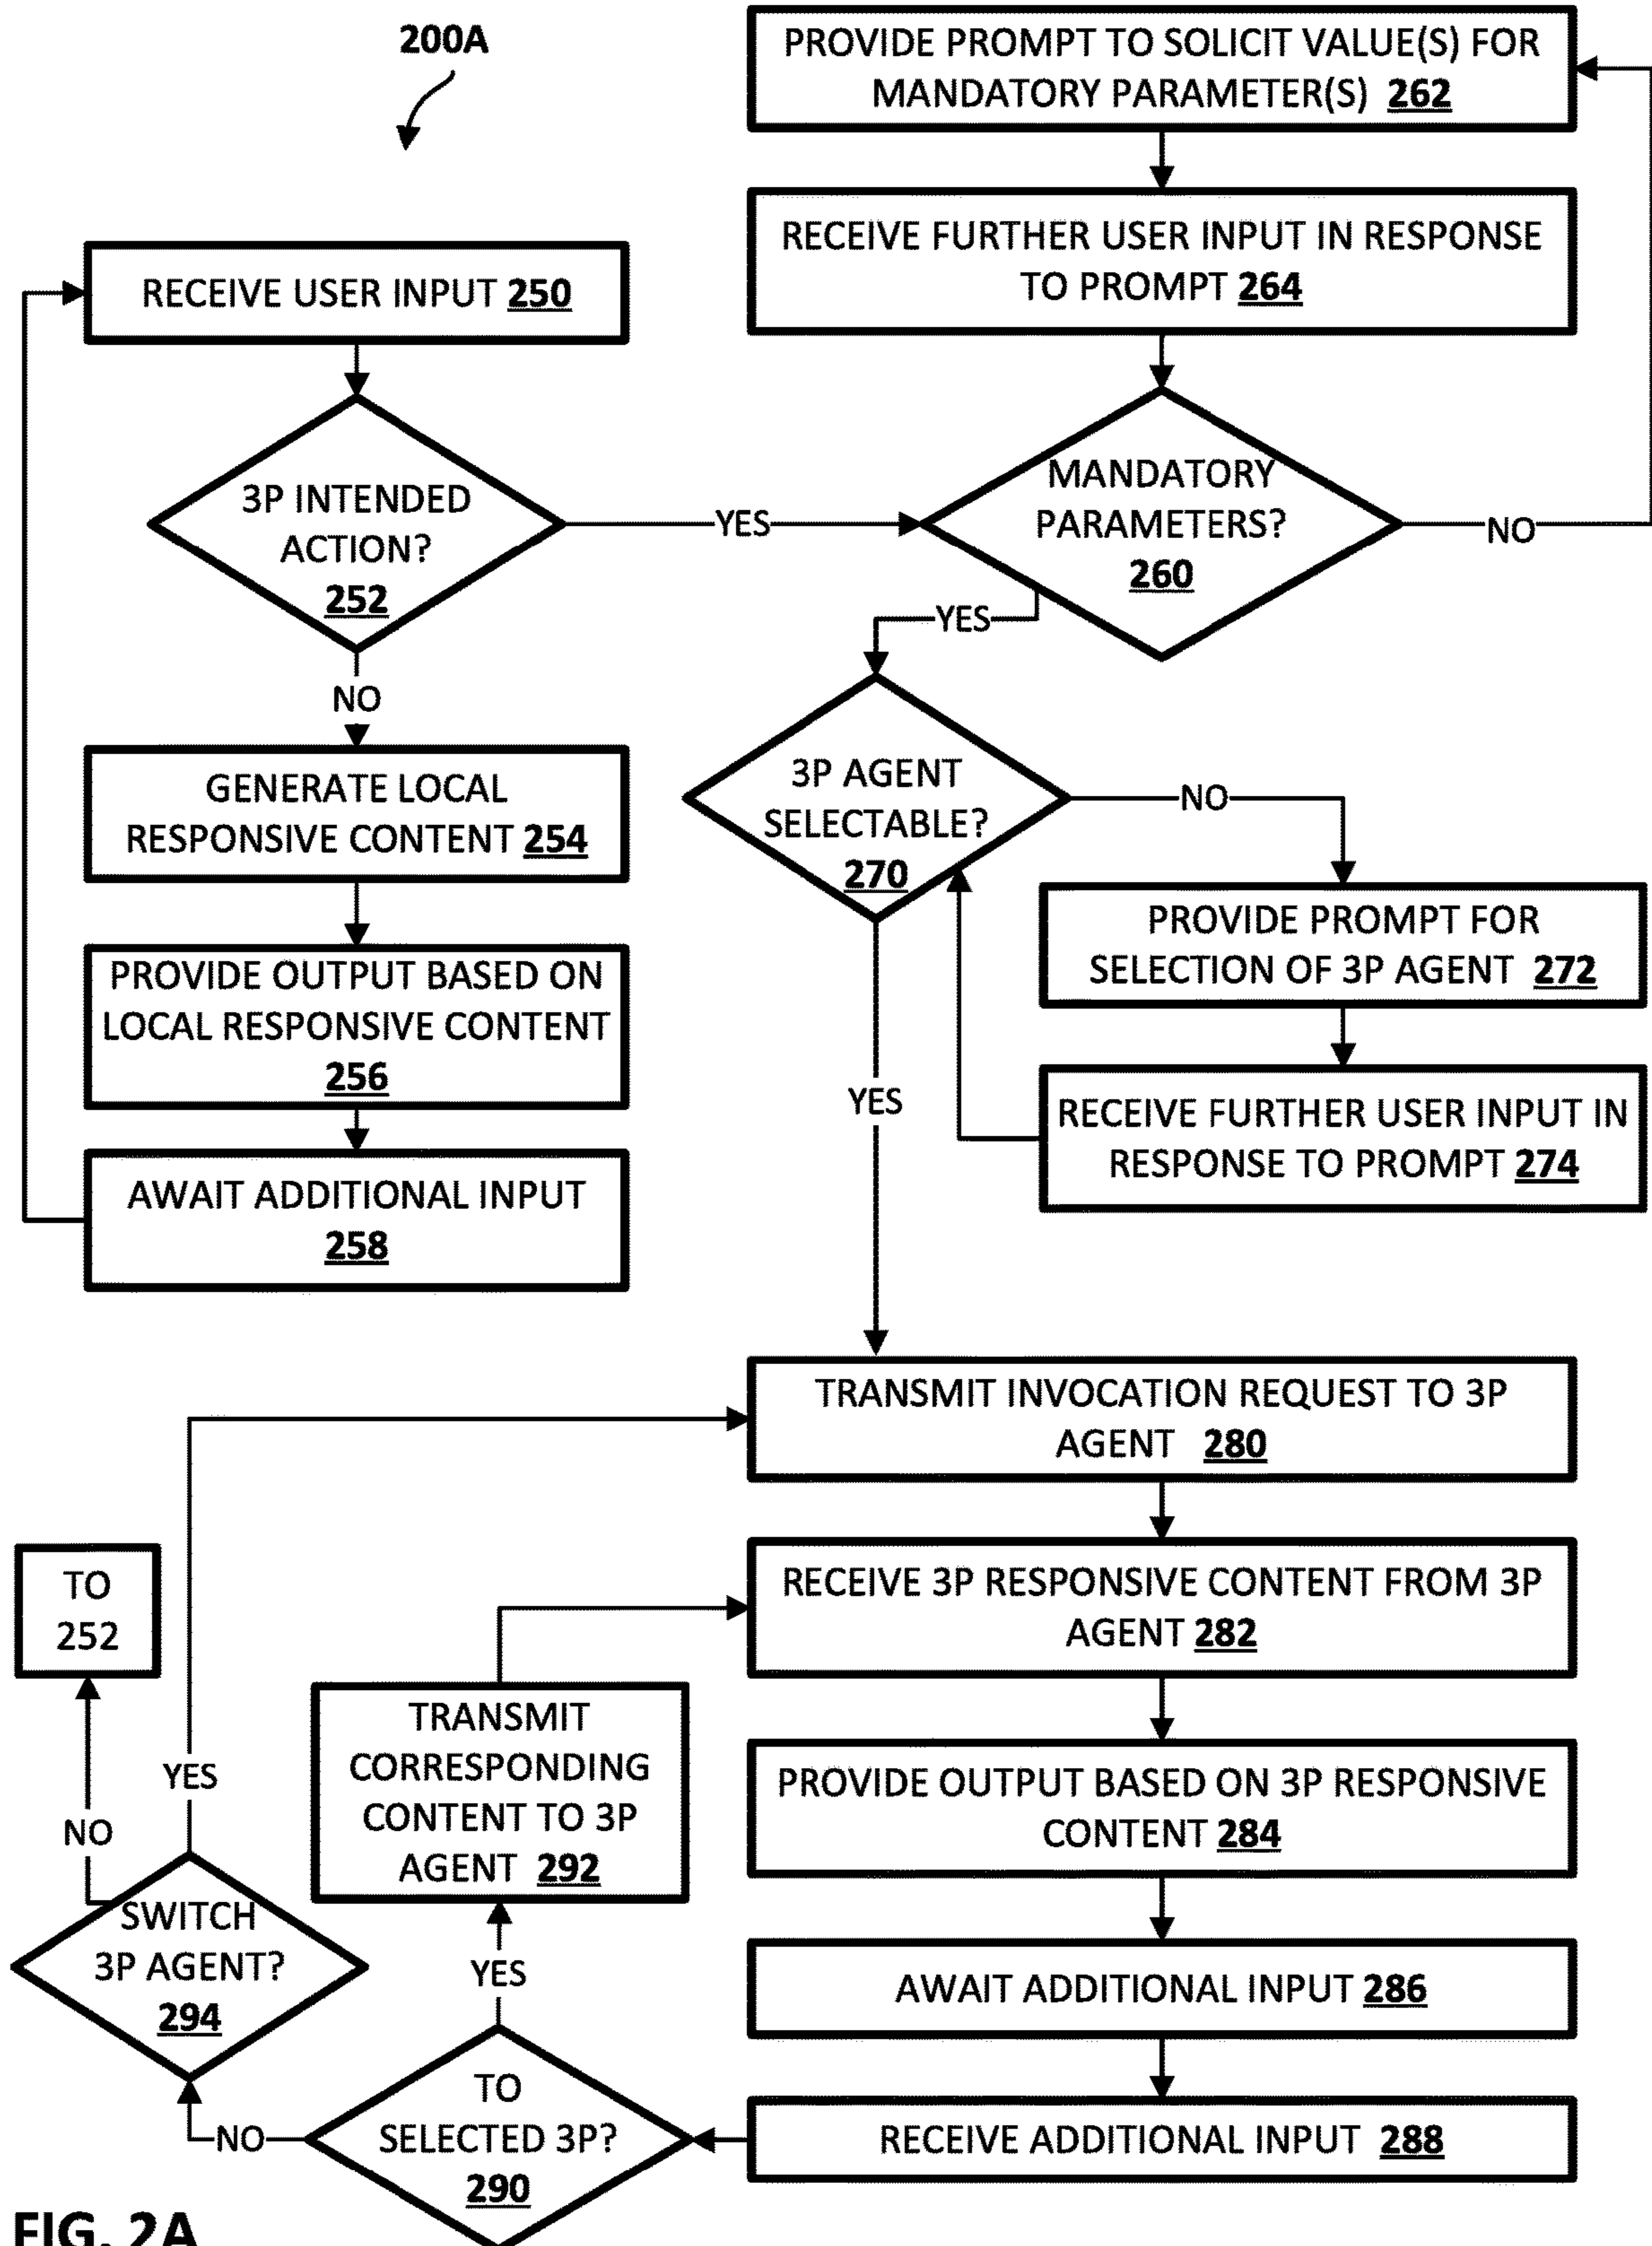 200A
PROVIDE PROMPT TO SOLICIT VALUE(S) FOR
MANDATORY PARAMETER(S) 262
RECEIVE FURTHER USER INPUT IN RESPONSE
TO PROMPT 264
RECEIVE USER INPUT 250
3P INTENDED
ACTION?
252
YES
MANDATORY
PARAMETERS?
260
NO
YES
NO
GENERATE LOCAL
RESPONSIVE CONTENT 254
3P AGENT
SELECTABLE?
270
NO
PROVIDE PROMPT FOR
SELECTION OF 3P AGENT 272
PROVIDE OUTPUT BASED ON
LOCAL RESPONSIVE CONTENT
256
YES
RECEIVE FURTHER USER INPUT IN
RESPONSE TO PROMPT 274
AWAIT ADDITIONAL INPUT
258
TRANSMIT INVOCATION REQUEST TO 3P
AGENT 280
RECEIVE 3P RESPONSIVE CONTENT FROM 3P
AGENT 282
TO
252
TRANSMIT
CORRESPONDING
CONTENT TO 3P
AGENT 292
YES
NO
PROVIDE OUTPUT BASED ON 3P RESPONSIVE
CONTENT 284
SWITCH
3P AGENT?
294
YES
AWAIT ADDITIONAL INPUT 286
TO
SELECTED 3P?
290
NO
RECEIVE ADDITIONAL INPUT 288
FIG. 2A